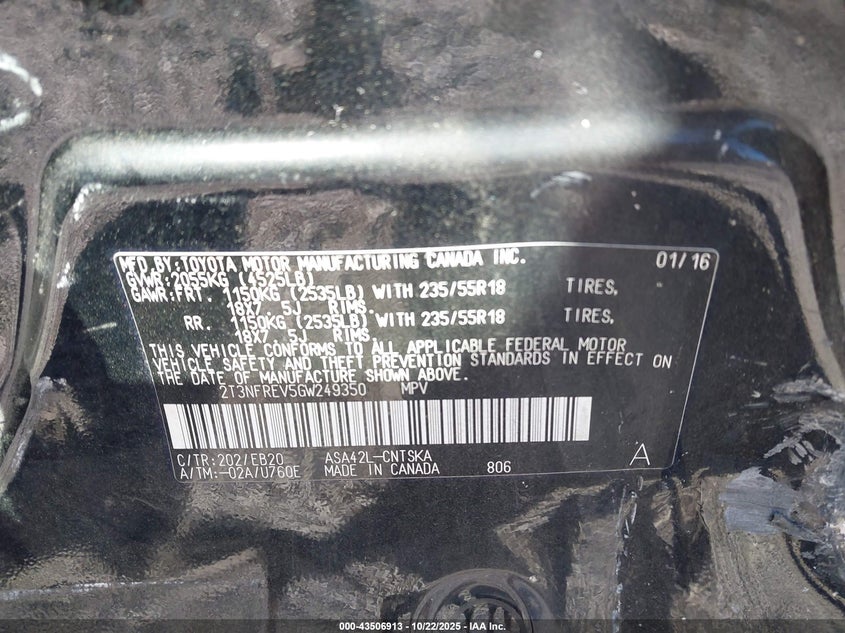 MFD.BY:TOYOTA MOTOR MANUFACTURING CANADA INC. 01/16
GVWR:2055KG (4525LB)
GAWR:FRT. 1150KG (2535LB) WITH 235/55R18 TIRES,
18X7.5J RIMS.
RR. 1150KG (2535LB) WITH 235/55R18 TIRES,
18X7.5J RIMS.
THIS VEHICLE CONFORMS TO ALL APPLICABLE FEDERAL MOTOR
VEHICLE SAFETY AND THEFT PREVENTION STANDARDS IN EFFECT ON
THE DATE OF MANUFACTURE SHOWN ABOVE.
2T3NFREV5GW249350 MPV
C/TR:202/EB20 ASA42L-CNTSKA
A/TM:-02A/U760E MADE IN CANADA 806 A
000-43506913 - 10/22/2025 - IAA Inc.